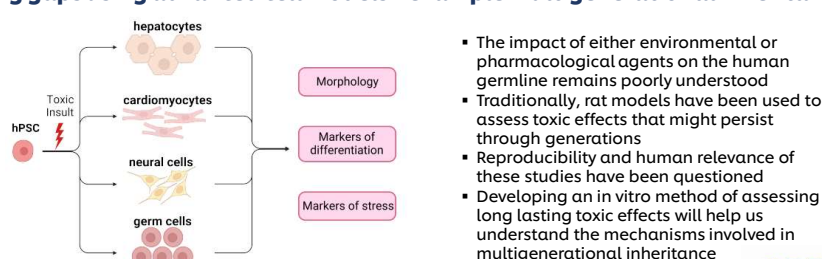 hepatocytes
Toxic
Insult
hPSC
cardiomyocytes
neural cells
germ cells
Morphology
Markers of
differentiation
Markers of stress
▪ The impact of either environmental or
pharmacological agents on the human
germline remains poorly understood
▪ Traditionally, rat models have been used to
assess toxic effects that might persist
through generations
▪ Reproducibility and human relevance of
these studies have been questioned
▪ Developing an in vitro method of assessing
long lasting toxic effects will help us
understand the mechanisms involved in
multigenerational inheritance